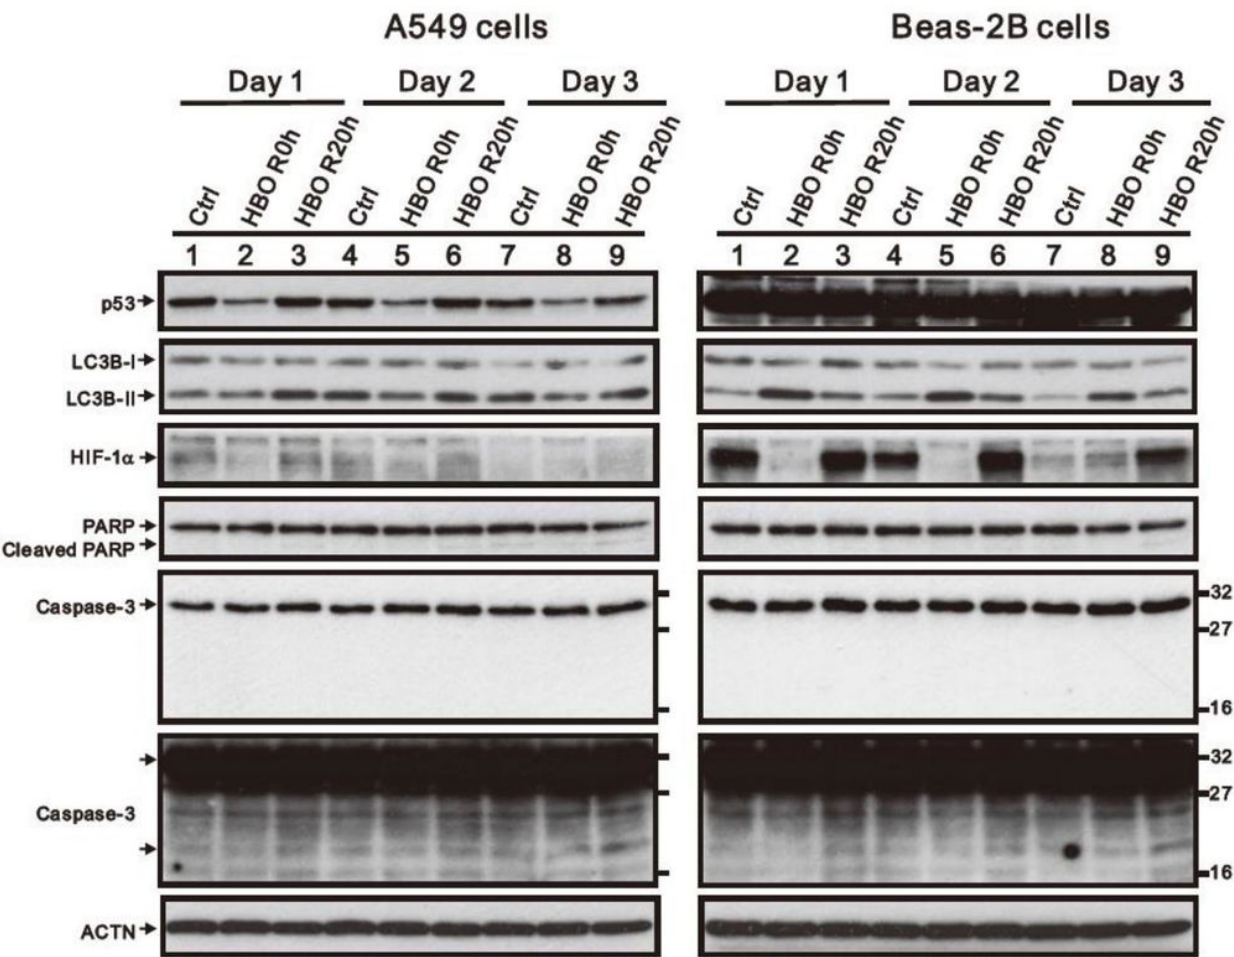 A549 cells Beas-2B cells
Day 1 Day 2 Day 3 Day 1 Day 2 Day 3
Ctrl HBO R0h HBO R20h Ctrl HBO R0h HBO R20h Ctrl HBO R0h HBO R20h Ctrl HBO R0h HBO R20h Ctrl HBO R0h HBO R20h Ctrl HBO R0h HBO R20h
1 2 3 4 5 6 7 8 9 1 2 3 4 5 6 7 8 9
p53
LC3B-I
LC3B-II
HIF-1α
PARP
Cleaved PARP
Caspase-3 32
27
16
32
27
Caspase-3
16
ACTN